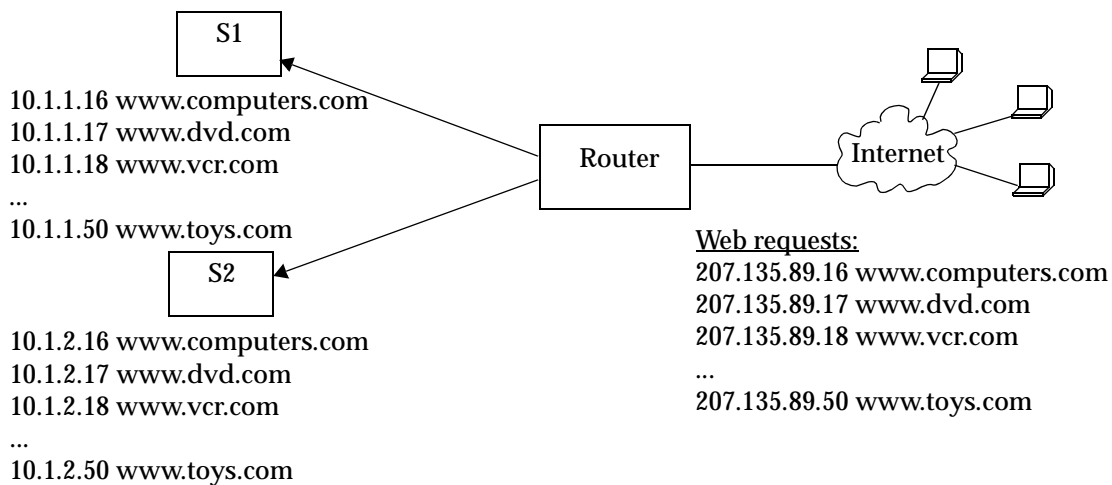 S1
10.1.1.16 www.computers.com
10.1.1.17 www.dvd.com
10.1.1.18 www.vcr.com
...
10.1.1.50 www.toys.com
S2
10.1.2.16 www.computers.com
10.1.2.17 www.dvd.com
10.1.2.18 www.vcr.com
...
10.1.2.50 www.toys.com
Router
Internet
Web requests:
207.135.89.16 www.computers.com
207.135.89.17 www.dvd.com
207.135.89.18 www.vcr.com
...
207.135.89.50 www.toys.com